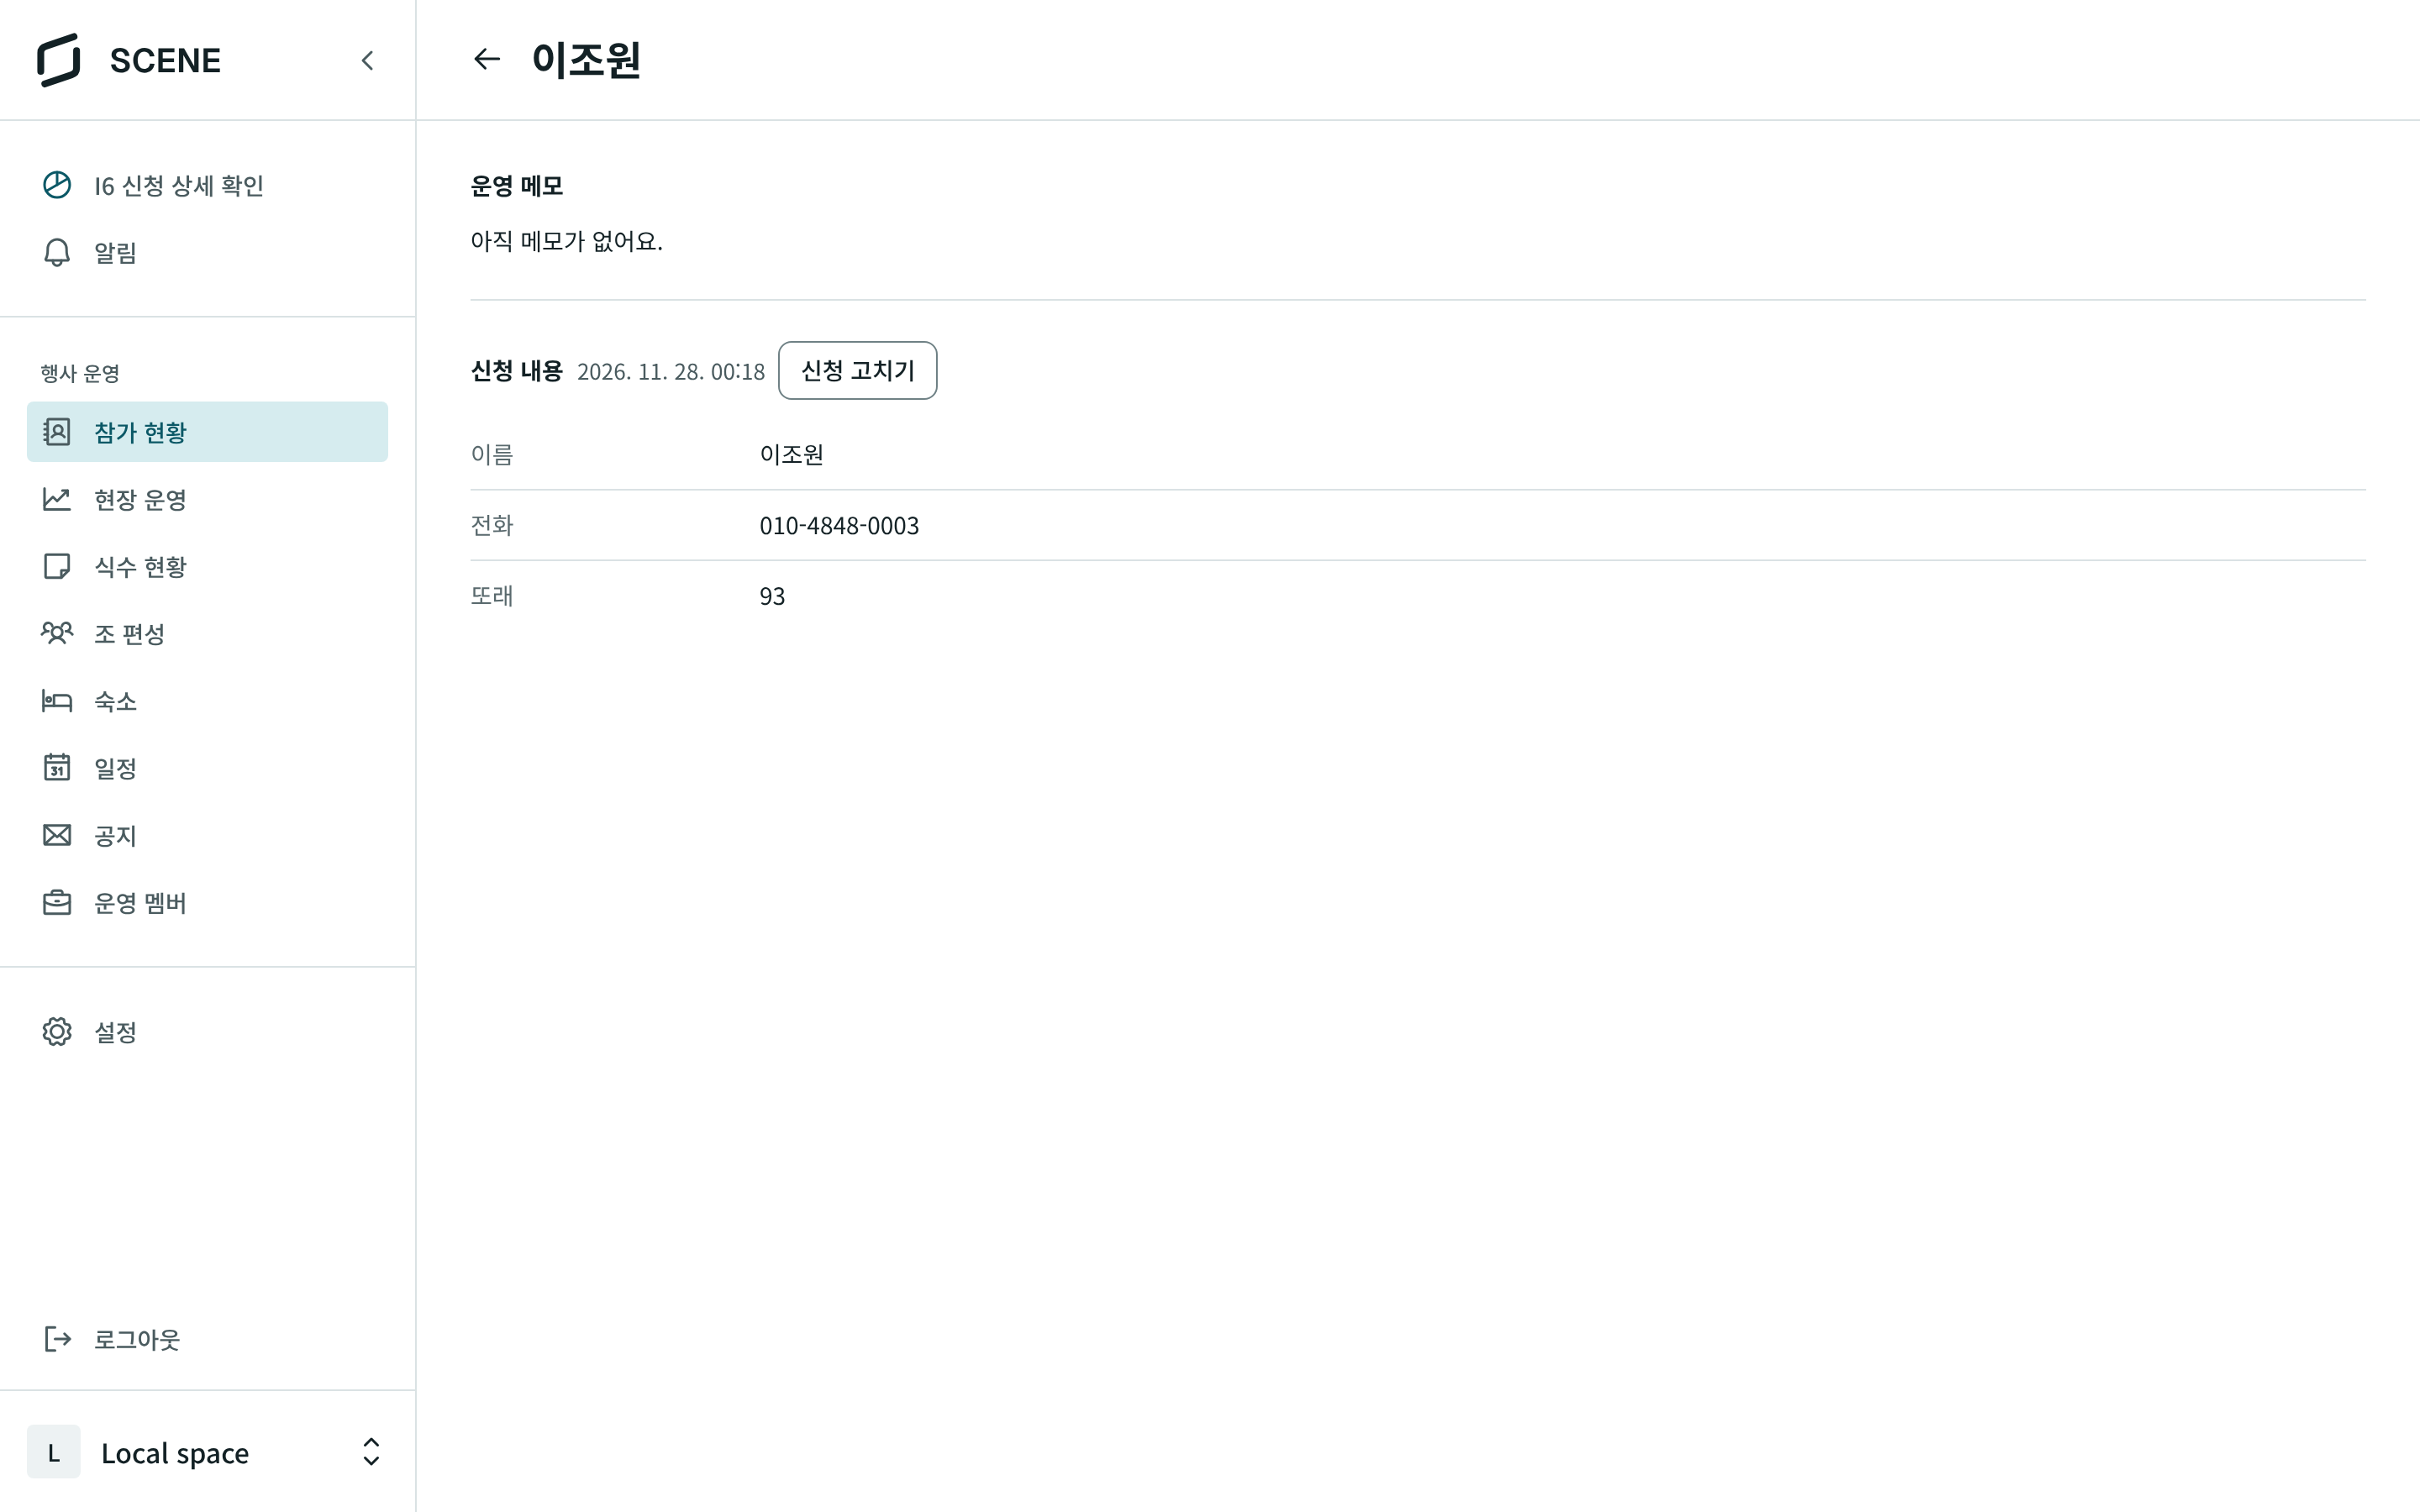 SCENE
I6 신청 상세 확인
알림
행사 운영
참가 현황
현장 운영
식수 현황
조 편성
숙소
일정
공지
운영 멤버
설정
로그아웃
L Local space
이조원
운영 메모
아직 메모가 없어요.
신청 내용 2026. 11. 28. 00:18 신청 고치기
이름 이조원
전화 010-4848-0003
또래 93